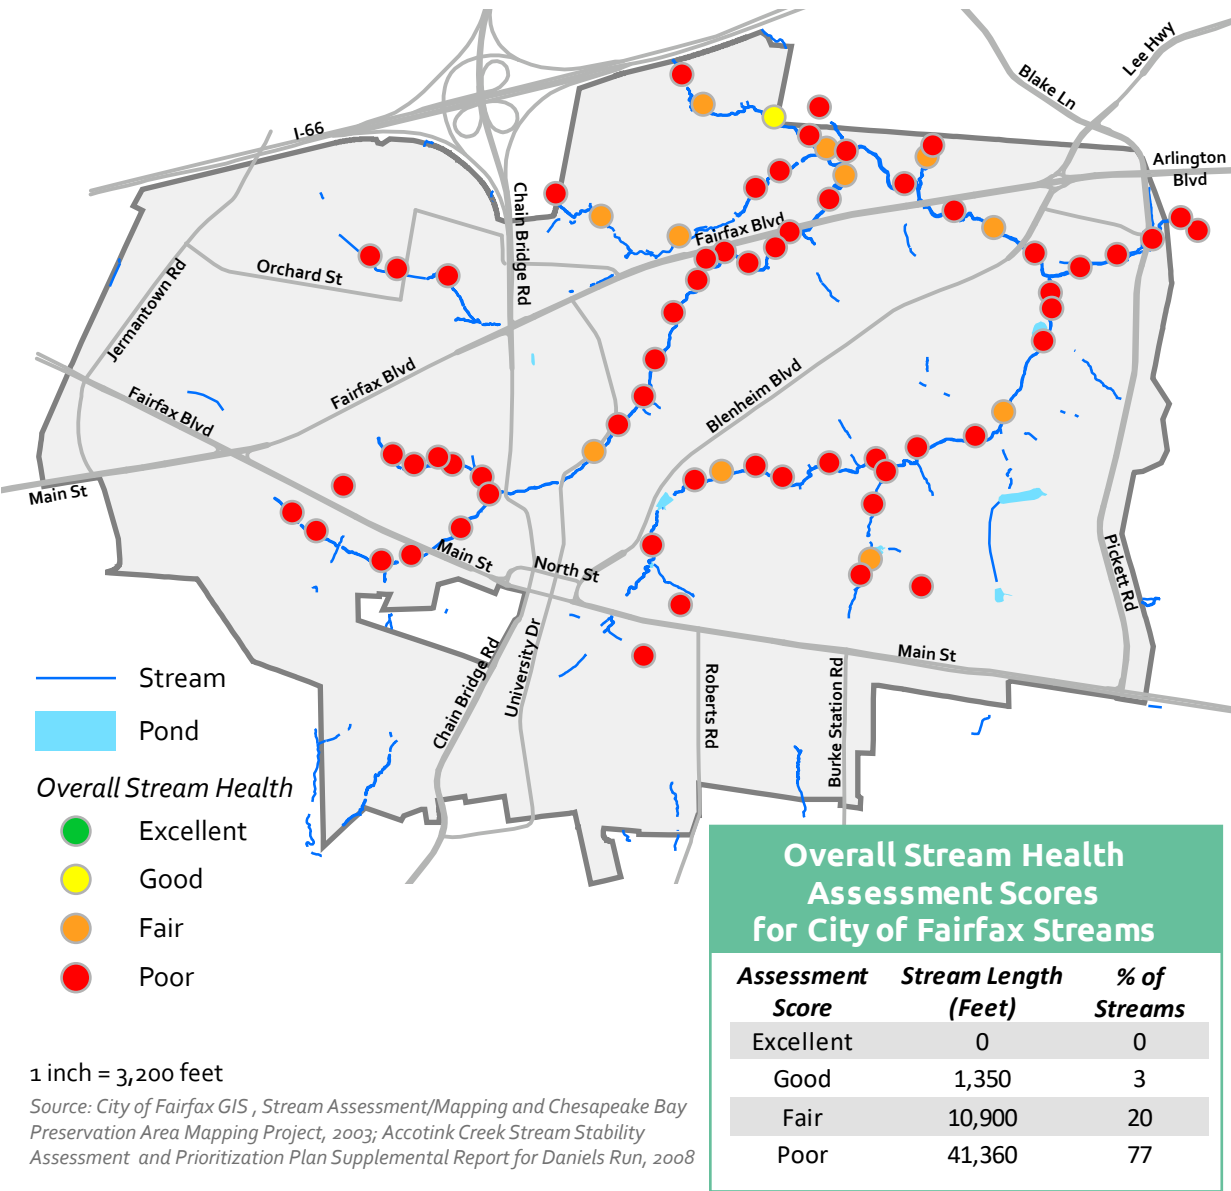 I-66
Blake Ln
Lee Hwy
Arlington
Blvd
Chain Bridge Rd
Fairfax Blvd
Orchard St
Jermantown Rd
Fairfax Blvd
Fairfax Blvd
Blenheim Blvd
Main St
Main St
North St
Pickett Rd
Main St
Chain Bridge Rd
University Dr
Roberts Rd
Burke Station Rd
Stream
Pond
Overall Stream Health
Excellent
Good
Fair
Poor
1 inch = 3,200 feet
Source: City of Fairfax GIS , Stream Assessment/Mapping and Chesapeake Bay
Preservation Area Mapping Project, 2003; Accotink Creek Stream Stability
Assessment and Prioritization Plan Supplemental Report for Daniels Run, 2008
Overall Stream Health
Assessment Scores
for City of Fairfax Streams
Assessment Score Stream Length (Feet) % of Streams
Excellent 0 0
Good 1,350 3
Fair 10,900 20
Poor 41,360 77